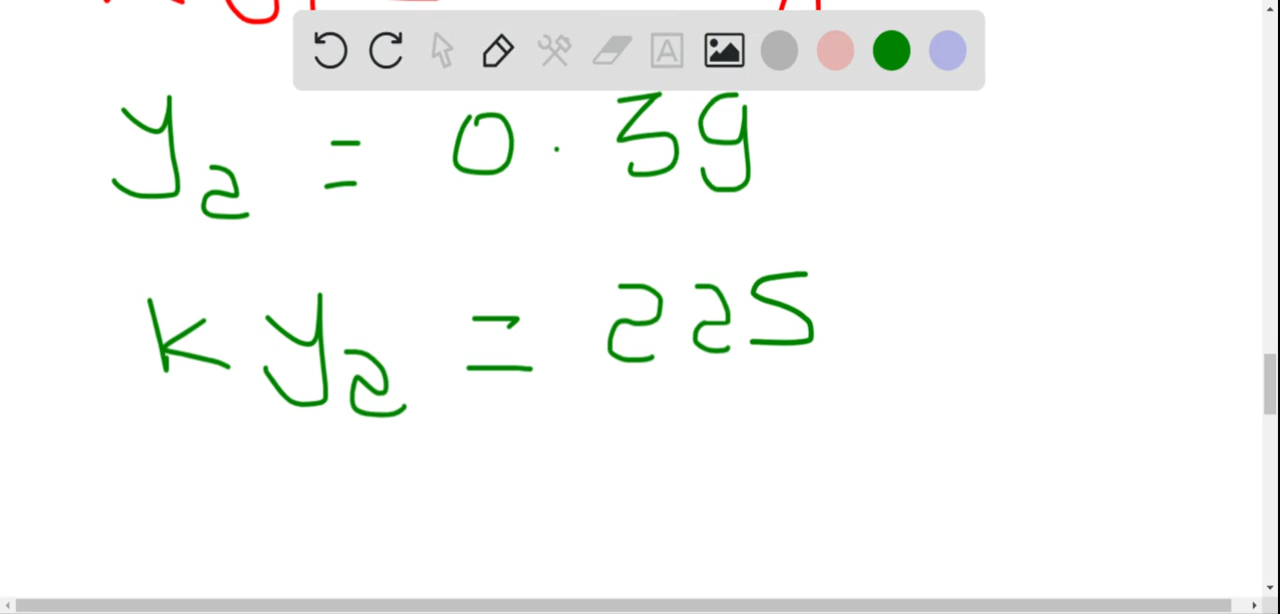 y2 = 0.39
ky2 = 225